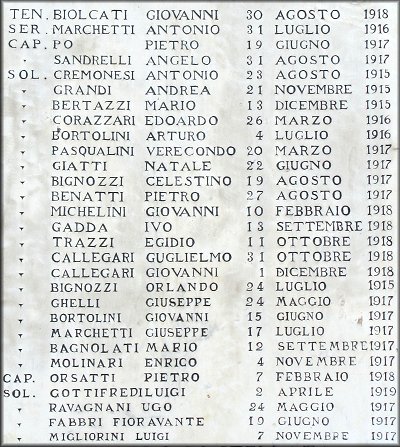 TEN. BIOLCATI GIOVANNI 30 AGOSTO 1918
SER. MARCHETTI ANTONIO 31 LUGLIO 1916
CAP. PO PIETRO 19 GIUGNO 1917
" SANDRELLI ANGELO 31 AGOSTO 1917
SOL. CREMONESI ANTONIO 23 AGOSTO 1915
" GRANDI ANDREA 21 NOVEMBRE 1915
" BERTAZZI MARIO 13 DICEMBRE 1915
" CORAZZARI EDOARDO 26 MARZO 1916
" BORTOLINI ARTURO 4 LUGLIO 1916
" PASQUALINI VERECONDO 20 MARZO 1917
" GIATTI NATALE 22 GIUGNO 1917
" BIGNOZZI CELESTINO 19 AGOSTO 1917
" BENATTI PIETRO 27 AGOSTO 1917
" MICHELINI GIOVANNI 10 FEBBRAIO 1918
" GADDA IVO 13 SETTEMBRE 1918
" TRAZZI EGIDIO 11 OTTOBRE 1918
" CALLEGARI GUGLIELMO 31 OTTOBRE 1918
" CALLEGARI GIOVANNI 1 DICEMBRE 1918
" BIGNOZZI ORLANDO 24 LUGLIO 1915
" GHELLI GIUSEPPE 24 MAGGIO 1917
" BORTOLINI GIOVANNI 15 GIUGNO 1917
" MARCHETTI GIUSEPPE 17 LUGLIO 1917
" BAGNOLATI MARIO 12 SETTEMBRE 1917
" MOLINARI ENRICO 4 NOVEMBRE 1917
CAP. ORSATTI PIETRO 7 FEBBRAIO 1918
SOL. GOTTIFREDI LUIGI 2 APRILE 1919
" RAVAGNANI UGO 24 MAGGIO 1917
" FABBRI FIORAVANTE 19 GIUGNO 1917
" MIGLIORINI LUIGI 7 NOVEMBRE 1917